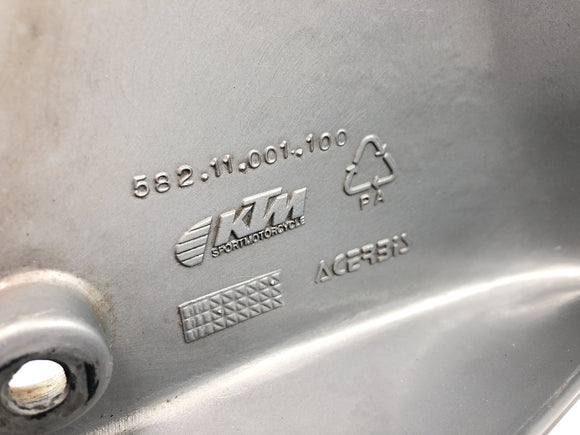 582.11.001.100
PA
KTM
SPORTMOTORCYCLE
ACERBIS